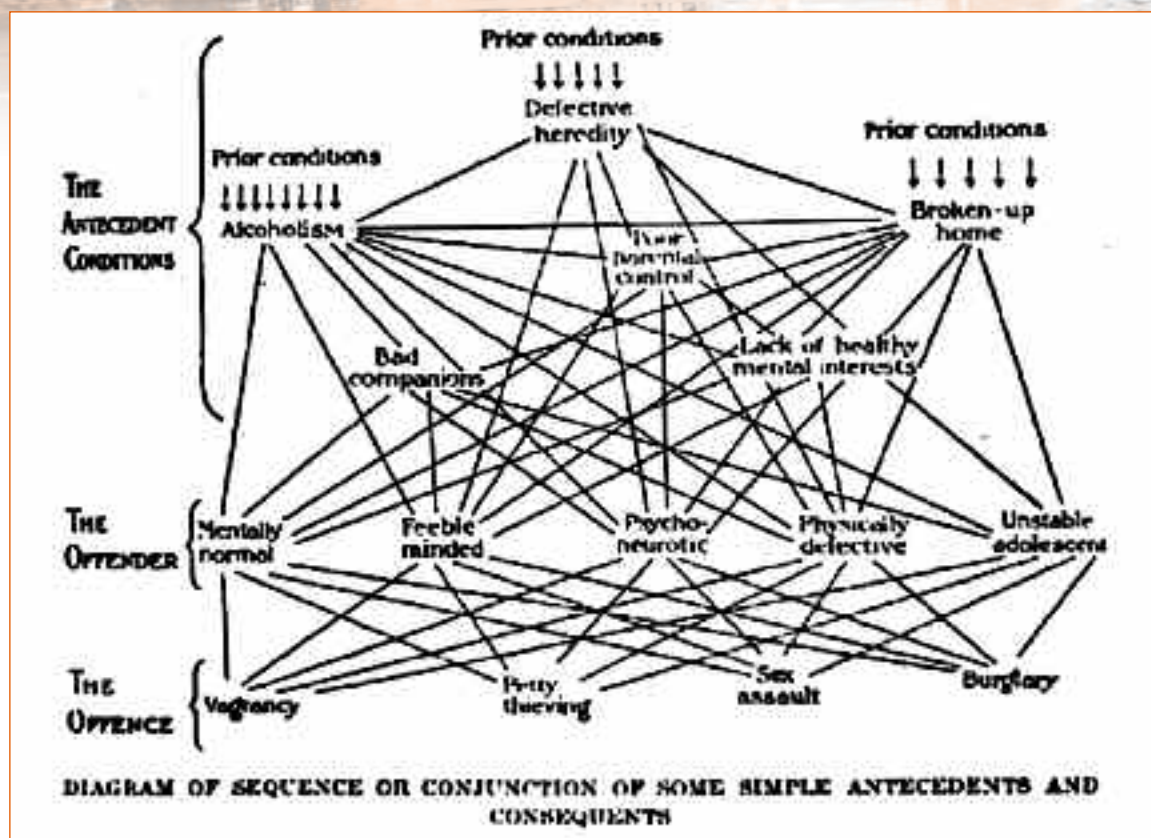 Prior conditions
Defective
heredity
Prior conditions
Prior conditions
THE
ANTECEDENT
CONDITIONS
Alcoholism
Broken-up
home
Poor
parental
control
Bad
companions
Lack of healthy
mental interests
THE
OFFENDER
Mentally
normal
Feeble
minded
Psycho-
neurotic
Physically
defective
Unstable
adolescent
THE
OFFENCE
Vagrancy
Petty
thieving
Sex
assault
Burglary
DIAGRAM OF SEQUENCE OR CONJUNCTION OF SOME SIMPLE ANTECEDENTS AND
CONSEQUENTS